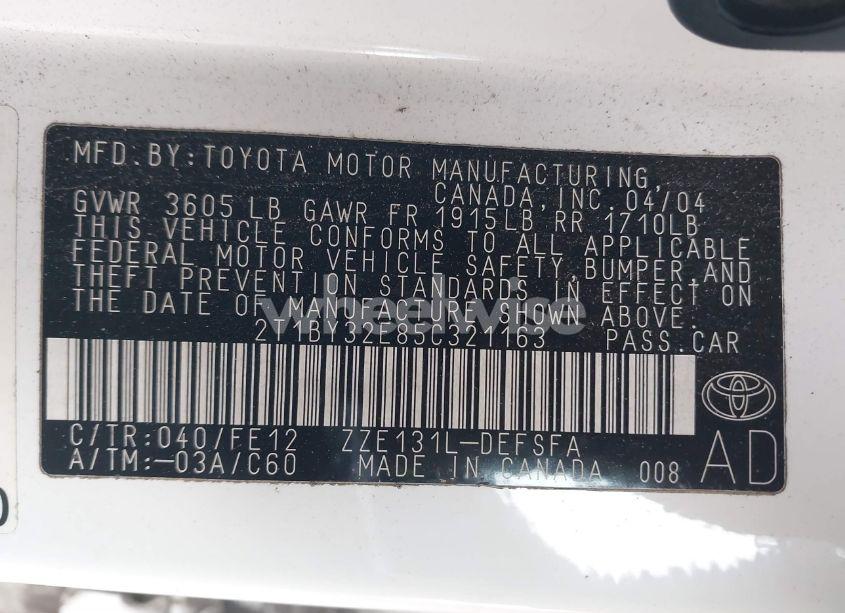 MFD. BY: TOYOTA MOTOR MANUFACTURING,
CANADA, INC. 04/04
GVWR 3605 LB GAWR FR 1915LB RR 1710LB
THIS VEHICLE CONFORMS TO ALL APPLICABLE
FEDERAL MOTOR VEHICLE SAFETY, BUMPER, AND
THEFT PREVENTION STANDARDS IN EFFECT ON
THE DATE OF MANUFACTURE SHOWN ABOVE.
wheelwise
PASS. CAR
C/TR: 040/FE12 ZZE131L-DEFSFA
A/TM: -03A/C60 MADE IN CANADA 008 AD